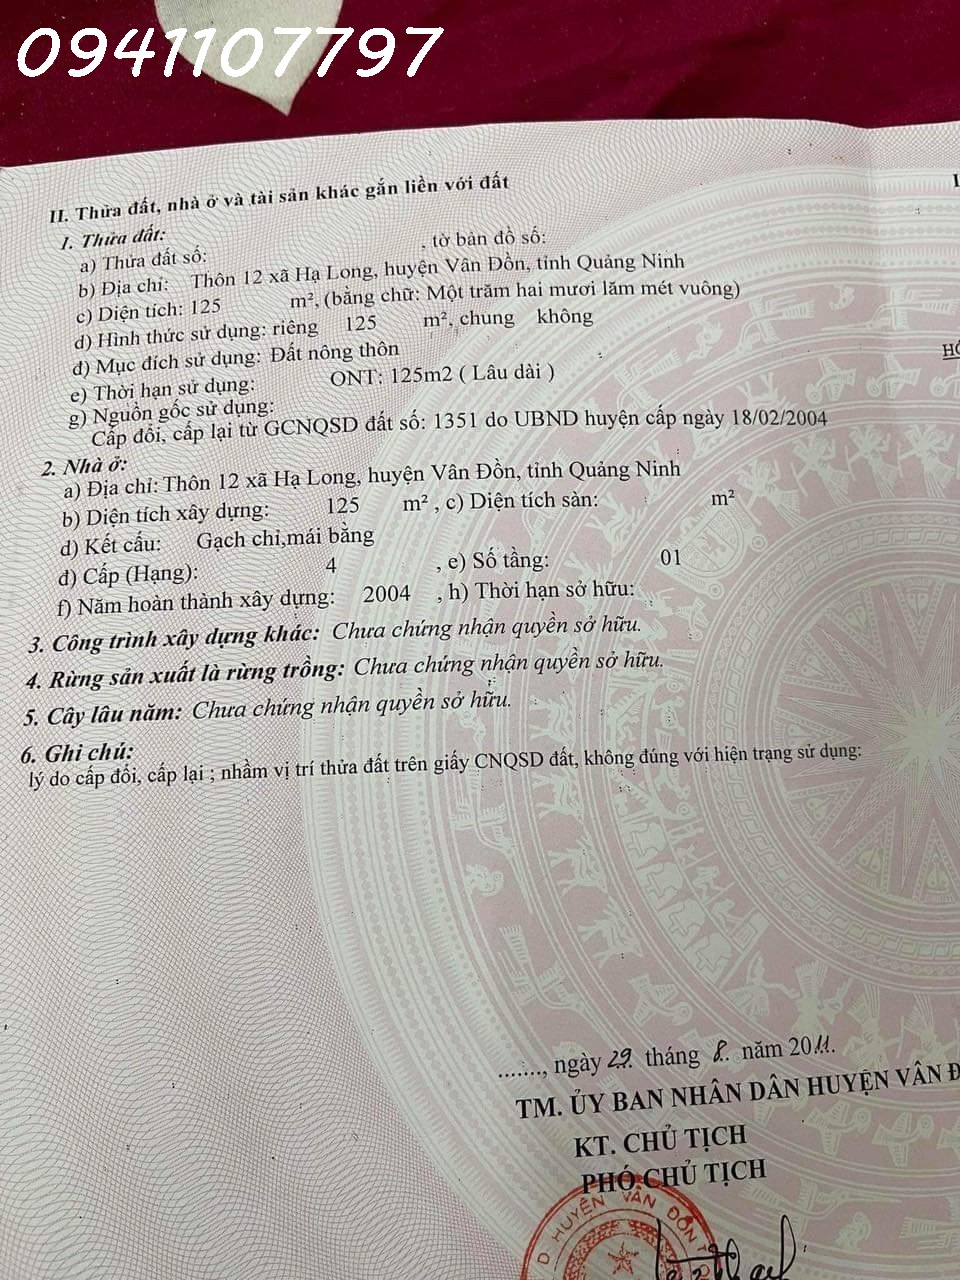 0941107797
II. Thửa đất, nhà ở và tài sản khác gắn liền với đất
1. Thửa đất:
a) Thửa đất số: , tờ bản đồ số:
b) Địa chỉ: Thôn 12 xã Hạ Long, huyện Vân Đồn, tỉnh Quảng Ninh
c) Diện tích: 125 m², (bằng chữ: Một trăm hai mươi lăm mét vuông)
d) Hình thức sử dụng: riêng 125 m², chung không
đ) Mục đích sử dụng: Đất nông thôn
e) Thời hạn sử dụng: ONT: 125m2 ( Lâu dài )
g) Nguồn gốc sử dụng:
Cấp đổi, cấp lại từ GCNQSD đất số: 1351 do UBND huyện cấp ngày 18/02/2004
2. Nhà ở:
a) Địa chỉ: Thôn 12 xã Hạ Long, huyện Vân Đồn, tỉnh Quảng Ninh
b) Diện tích xây dựng: 125 m² , c) Diện tích sàn: m²
d) Kết cấu: Gạch chỉ,mái bằng
đ) Cấp (Hạng): 4 , e) Số tầng: 01
f) Năm hoàn thành xây dựng: 2004 , h) Thời hạn sở hữu:
3. Công trình xây dựng khác: Chưa chứng nhận quyền sở hữu.
4. Rừng sản xuất là rừng trồng: Chưa chứng nhận quyền sở hữu.
5. Cây lâu năm: Chưa chứng nhận quyền sở hữu.
6. Ghi chú:
lý do cấp đổi, cấp lại ; nhầm vị trí thửa đất trên giấy CNQSD đất, không đúng với hiện trạng sử dụng:
......., ngày 29. tháng 8. năm 2011.
TM. ỦY BAN NHÂN DÂN HUYỆN VÂN Đ
KT. CHỦ TỊCH
PHÓ CHỦ TỊCH
D HUYỆN VÂN ĐỒN T